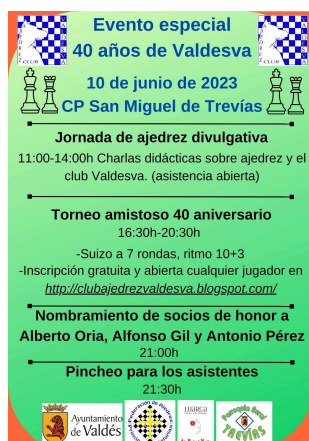 Evento especial
40 años de Valdesva
10 de junio de 2023
CP San Miguel de Trevías
Jornada de ajedrez divulgativa
11:00-14:00h Charlas didácticas sobre ajedrez y el
club Valdesva. (asistencia abierta)
Torneo amistoso 40 aniversario
16:30h-20:30h
-Suizo a 7 rondas, ritmo 10+3
-Inscripción gratuita y abierta cualquier jugador en
http://clubajedrezvaldesva.blogspot.com/
Nombramiento de socios de honor a
Alberto Oria, Alfonso Gil y Antonio Pérez
21:00h
Pincheo para los asistentes
21:30h
Ayuntamiento
de Valdés
LUARCA
Parroquia Rural
TREVÍAS